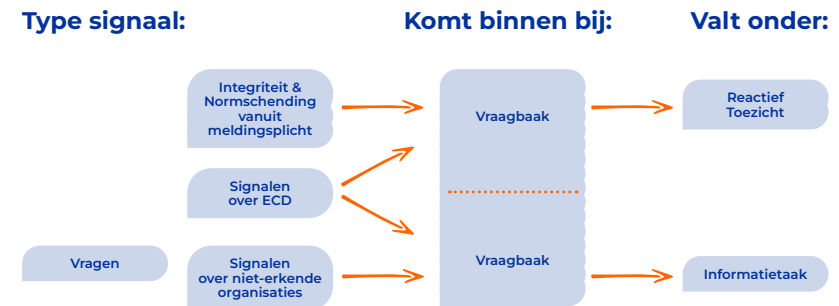 Type signaal:
Komt binnen bij:
Valt onder:
Integriteit &
Normschending
vanuit
meldingsplicht
Vraagbaak
Reactief
Toezicht
Signalen
over ECD
Vragen
Signalen
over niet-erkende
organisaties
Vraagbaak
Informatietaak